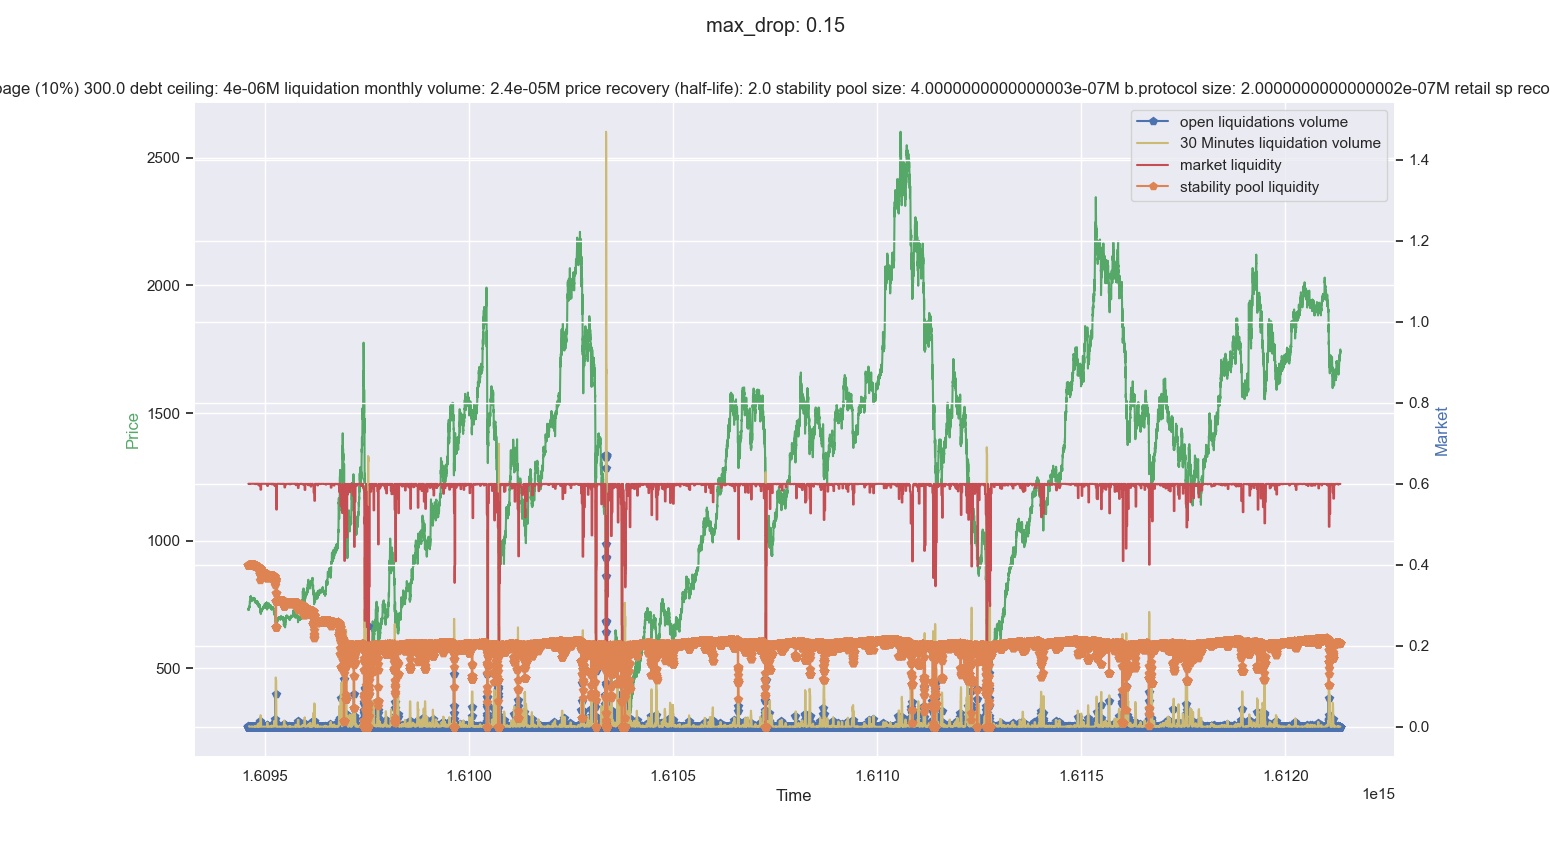 max_drop: 0.15
(10%) 300.0 debt ceiling: 4e-06M liquidation monthly volume: 2.4e-05M price recovery (half-life): 2.0 stability pool size: 4.0000000000000003e-07M b.protocol size: 2.0000000000000002e-07M retail sp reco
open liquidations volume
30 Minutes liquidation volume
market liquidity
stability pool liquidity
2500
2000
1500
1000
500
Price
1.4
1.2
1.0
0.8
0.6
0.4
0.2
0.0
Market
1.6095 1.6100 1.6105 1.6110 1.6115 1.6120
Time
1e15